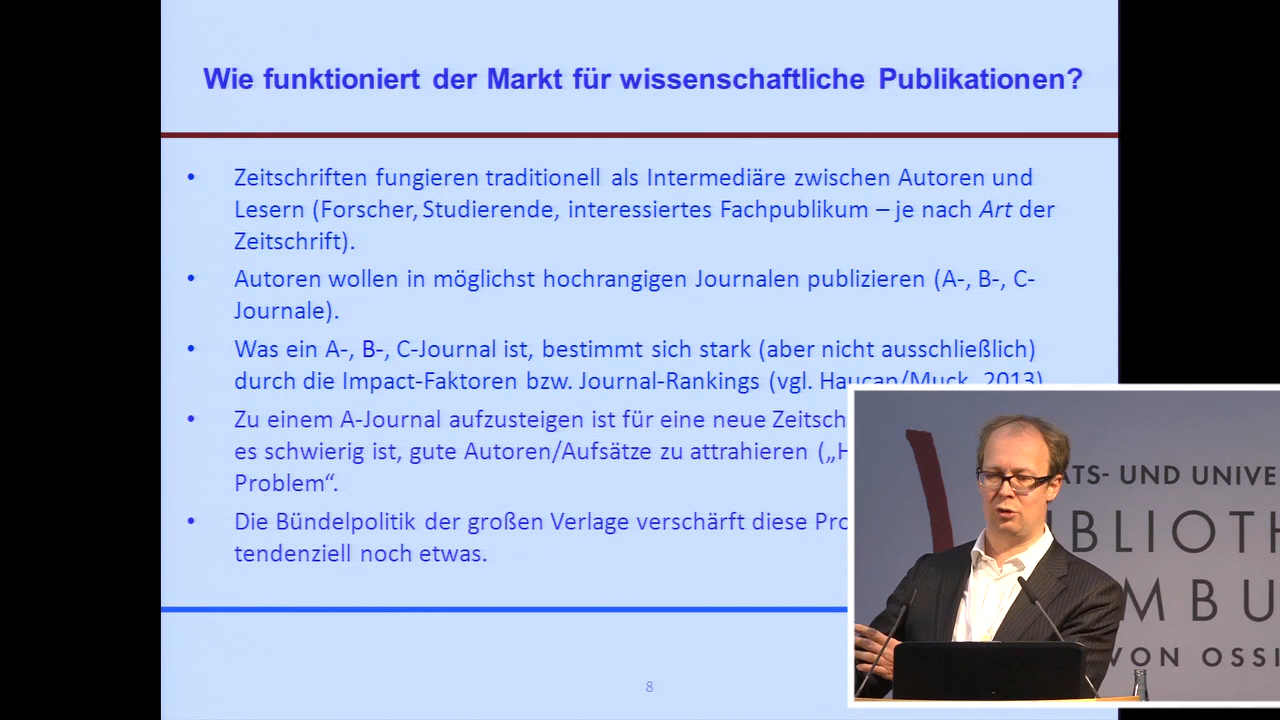 Wie funktioniert der Markt für wissenschaftliche Publikationen?
• Zeitschriften fungieren traditionell als Intermediäre zwischen Autoren und
Lesern (Forscher, Studierende, interessiertes Fachpublikum – je nach Art der
Zeitschrift).
• Autoren wollen in möglichst hochrangigen Journalen publizieren (A-, B-, C-
Journale).
• Was ein A-, B-, C-Journal ist, bestimmt sich stark (aber nicht ausschließlich)
durch die Impact-Faktoren bzw. Journal-Rankings (vgl. Haucap/Muck, 2013)
• Zu einem A-Journal aufzusteigen ist für eine neue Zeitsch
es schwierig ist, gute Autoren/Aufsätze zu attrahieren („H
Problem“.
• Die Bündelpolitik der großen Verlage verschärft diese Pro
tendenziell noch etwas.
8
ATS- UND UNIVE
IBLIOTH
MBU
VON OSSI